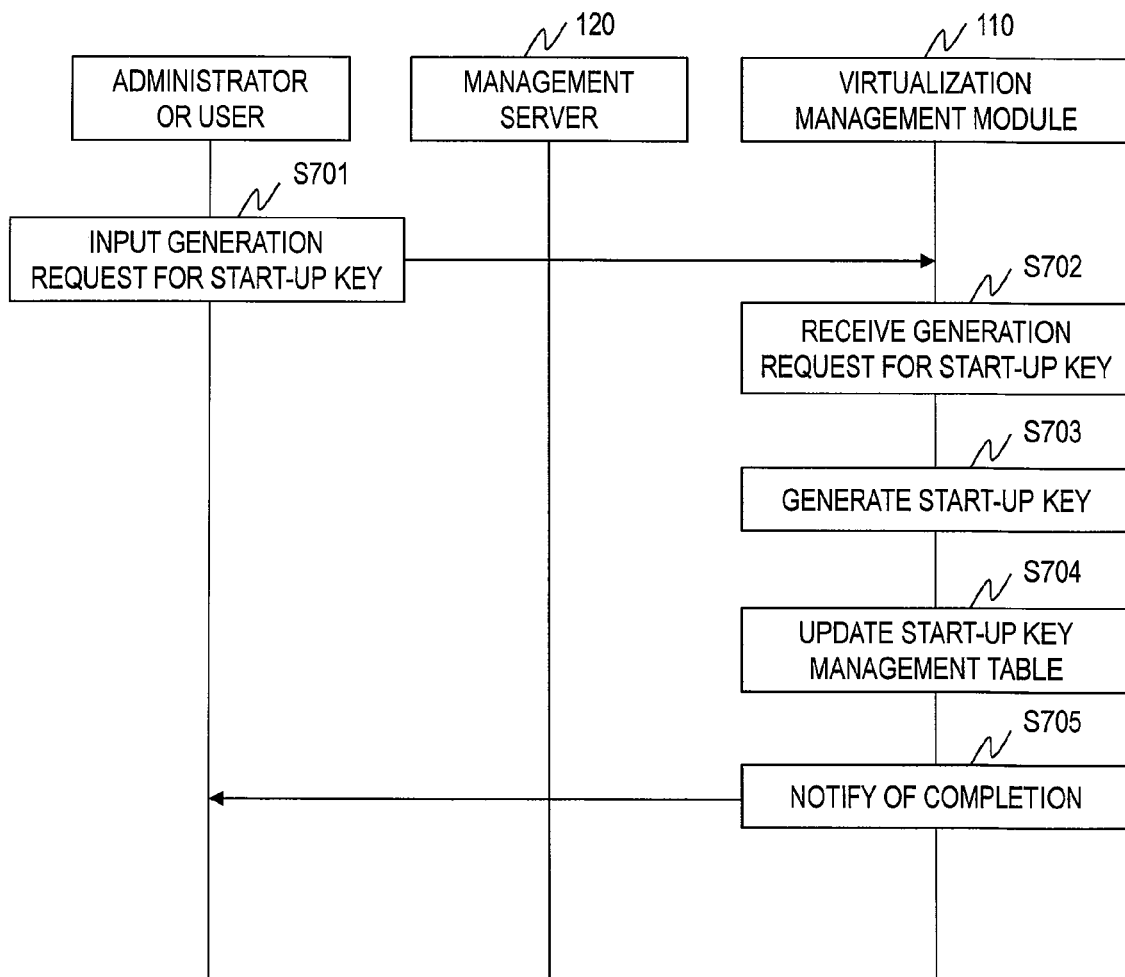 120
110
ADMINISTRATOR
OR USER
MANAGEMENT
SERVER
VIRTUALIZATION
MANAGEMENT MODULE
S701
INPUT GENERATION
REQUEST FOR START-UP KEY
S702
RECEIVE GENERATION
REQUEST FOR START-UP KEY
S703
GENERATE START-UP KEY
S704
UPDATE START-UP KEY
MANAGEMENT TABLE
S705
NOTIFY OF COMPLETION